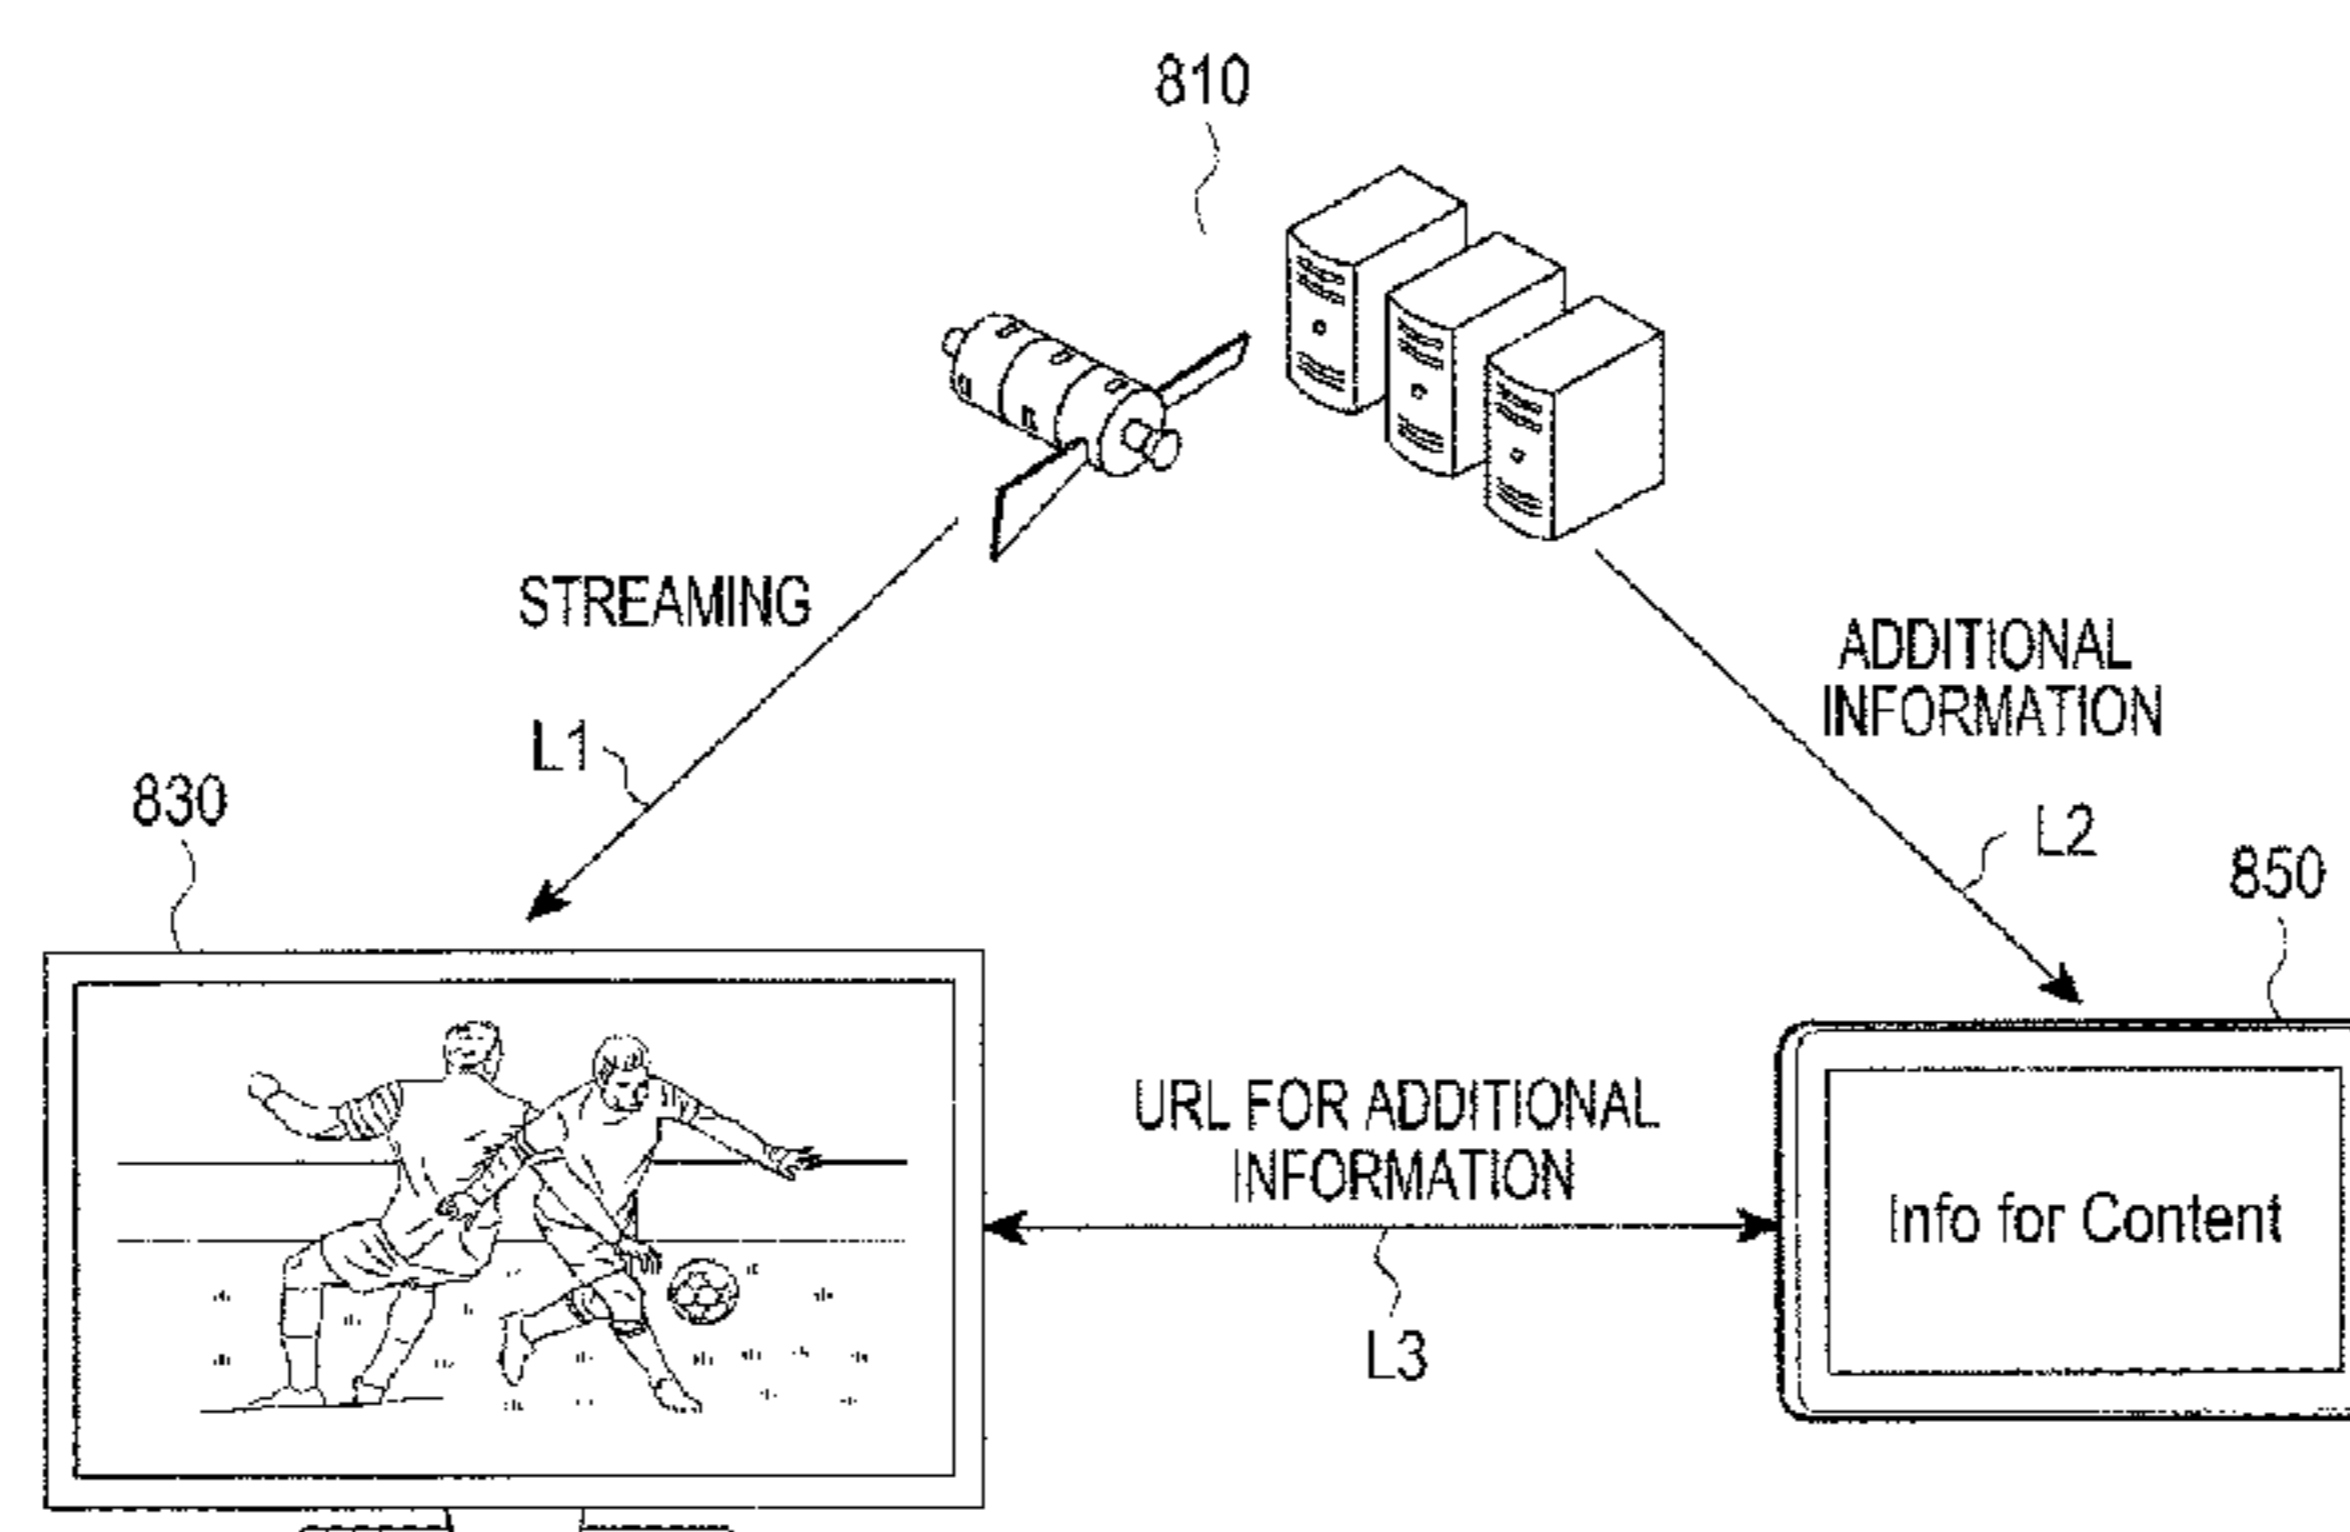 810
STREAMING
ADDITIONAL
INFORMATION
L1
L2
830
850
URL FOR ADDITIONAL
INFORMATION
Info for Content
L3